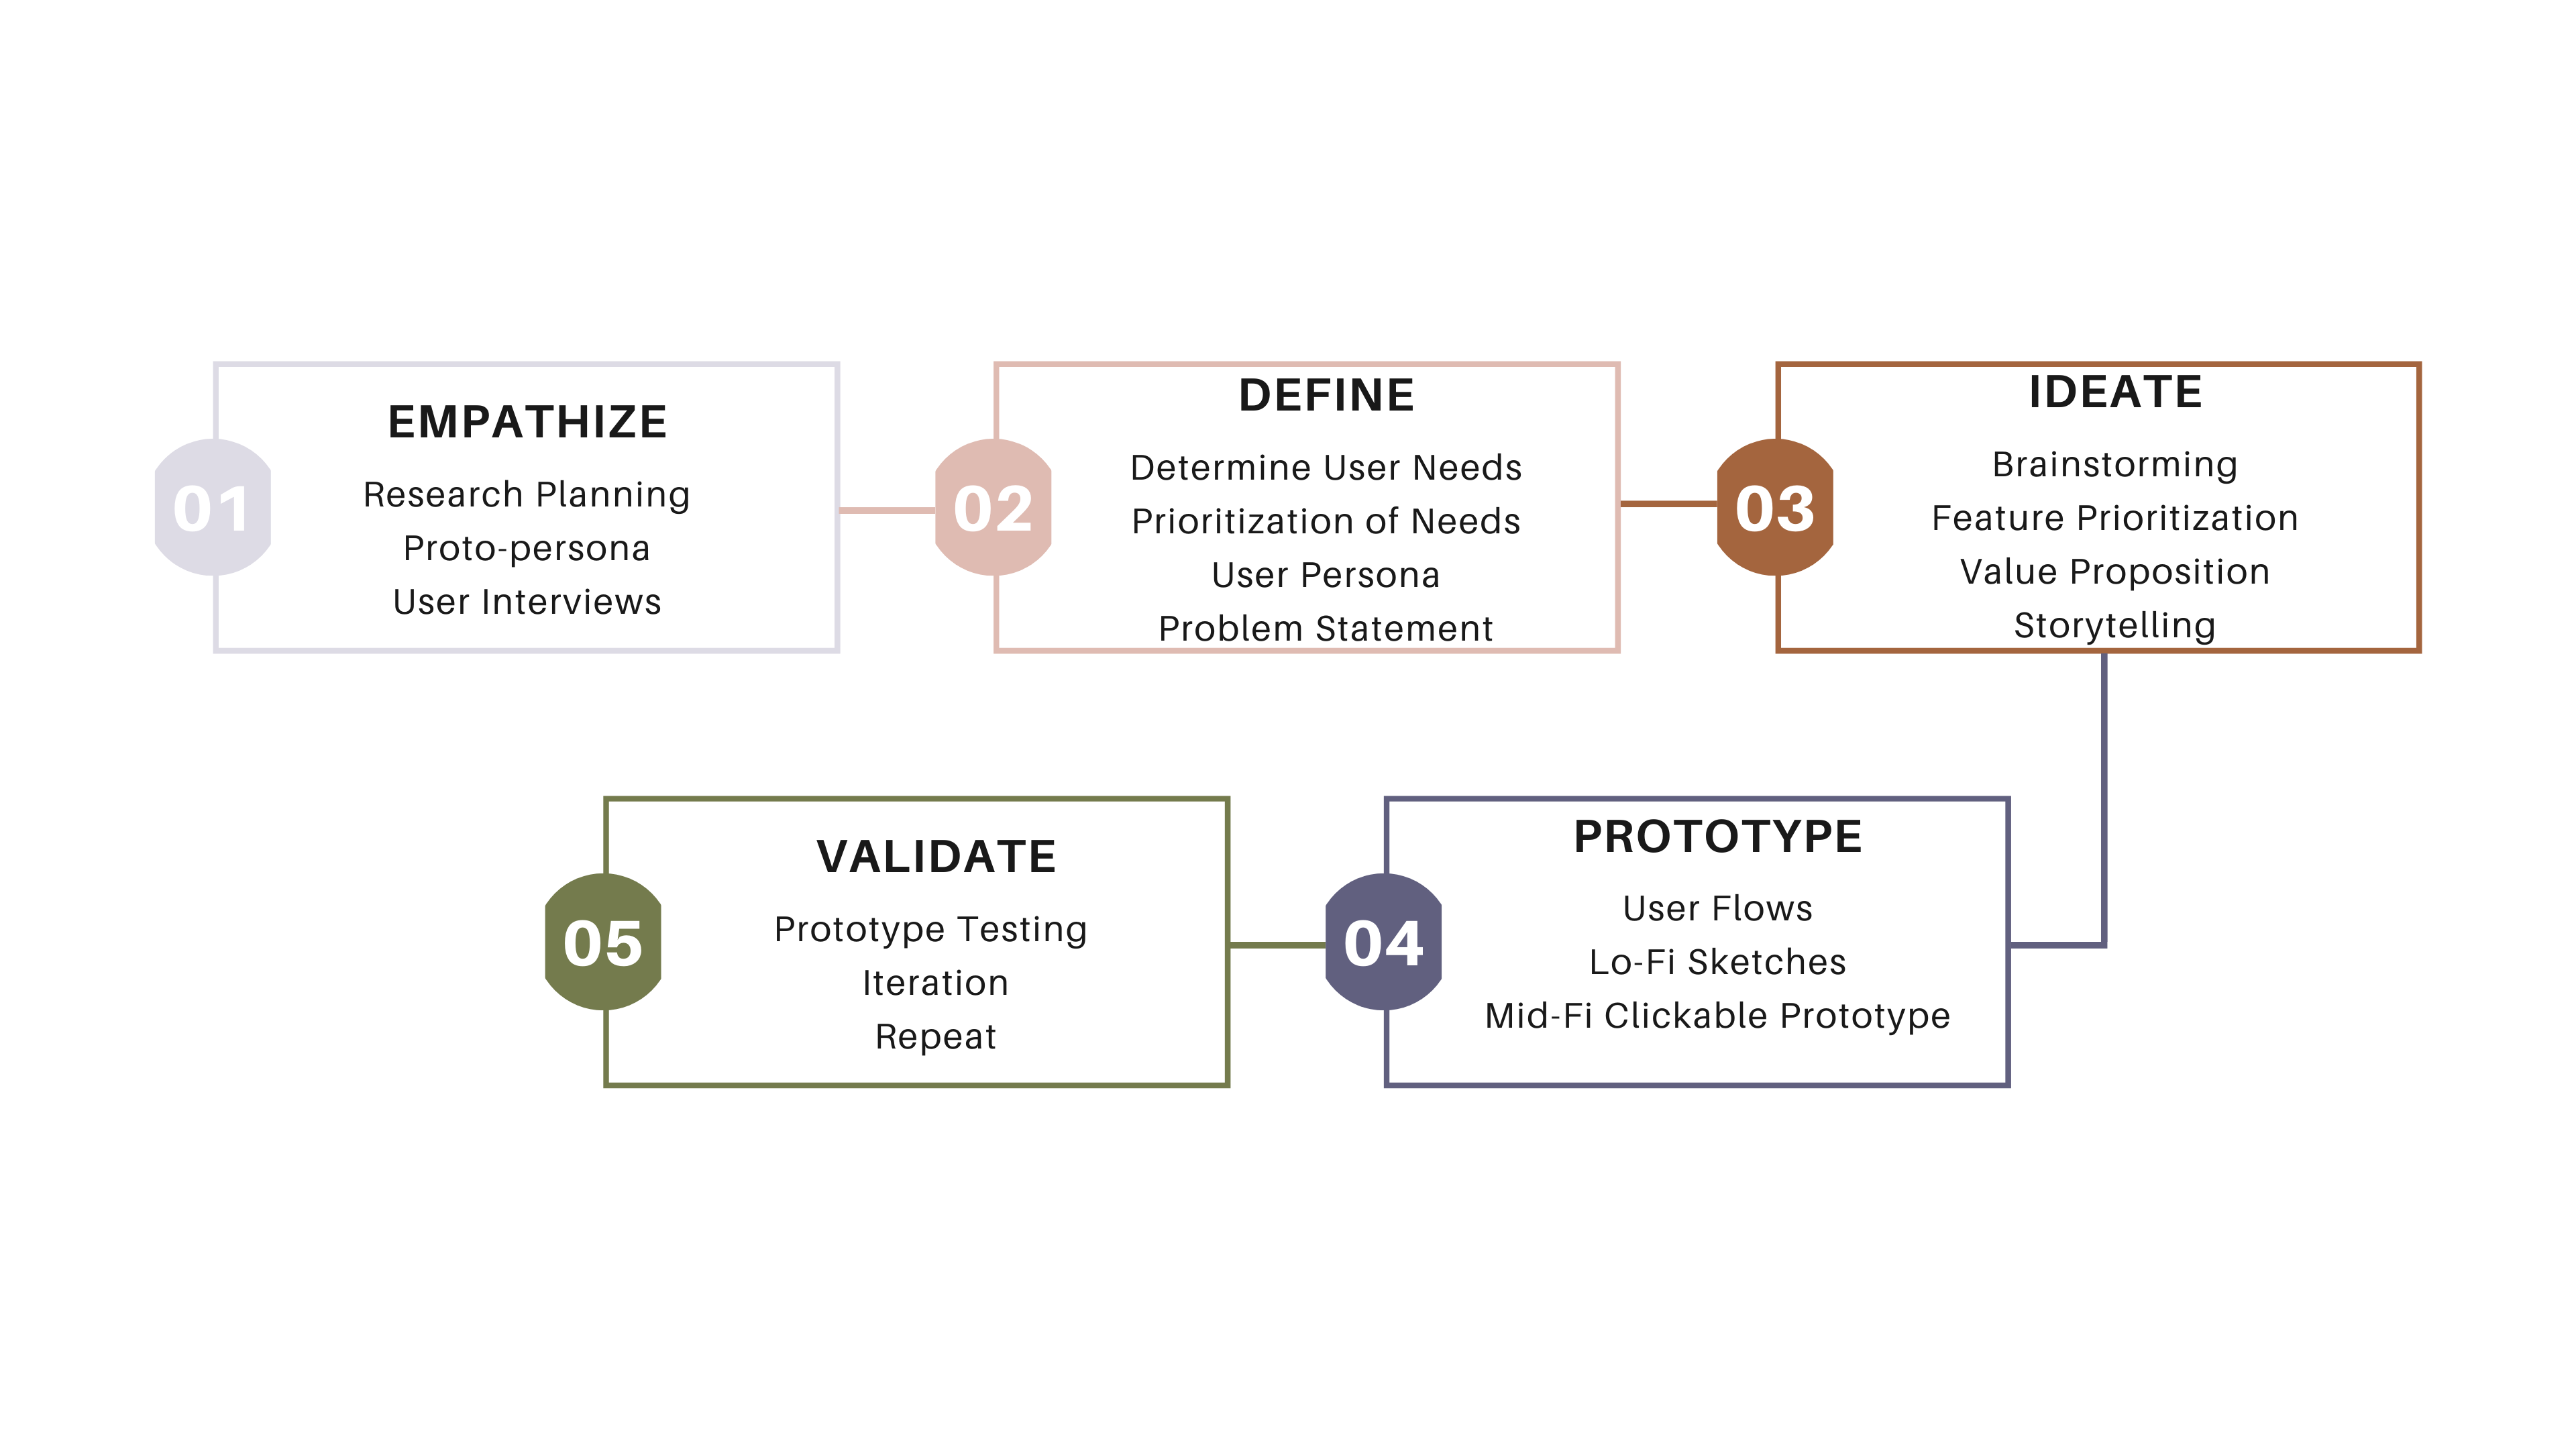 01
EMPATHIZE
Research Planning
Proto-persona
User Interviews
02
DEFINE
Determine User Needs
Prioritization of Needs
User Persona
Problem Statement
03
IDEATE
Brainstorming
Feature Prioritization
Value Proposition
Storytelling
04
PROTOTYPE
User Flows
Lo-Fi Sketches
Mid-Fi Clickable Prototype
05
VALIDATE
Prototype Testing
Iteration
Repeat